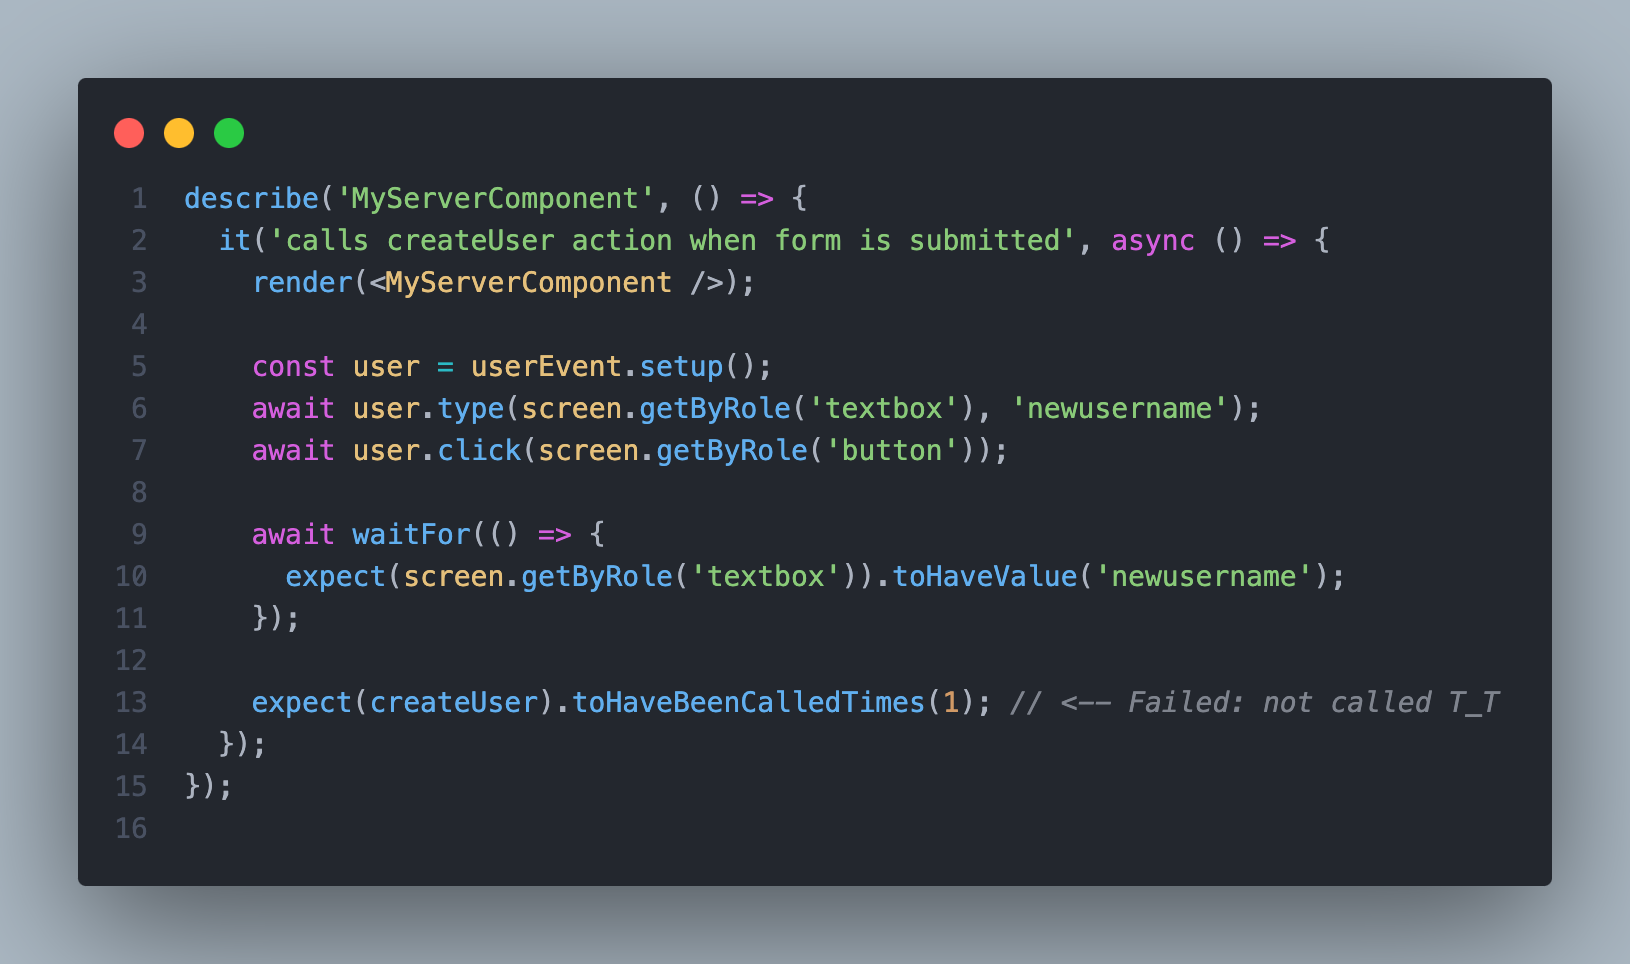 1 describe('MyServerComponent', () => {
2   it('calls createUser action when form is submitted', async () => {
3     render(<MyServerComponent />);
4
5     const user = userEvent.setup();
6     await user.type(screen.getByRole('textbox'), 'newusername');
7     await user.click(screen.getByRole('button'));
8
9     await waitFor(() => {
10       expect(screen.getByRole('textbox')).toHaveValue('newusername');
11     });
12
13     expect(createUser).toHaveBeenCalledTimes(1); // <-- Failed: not called T_T
14   });
15 });
16